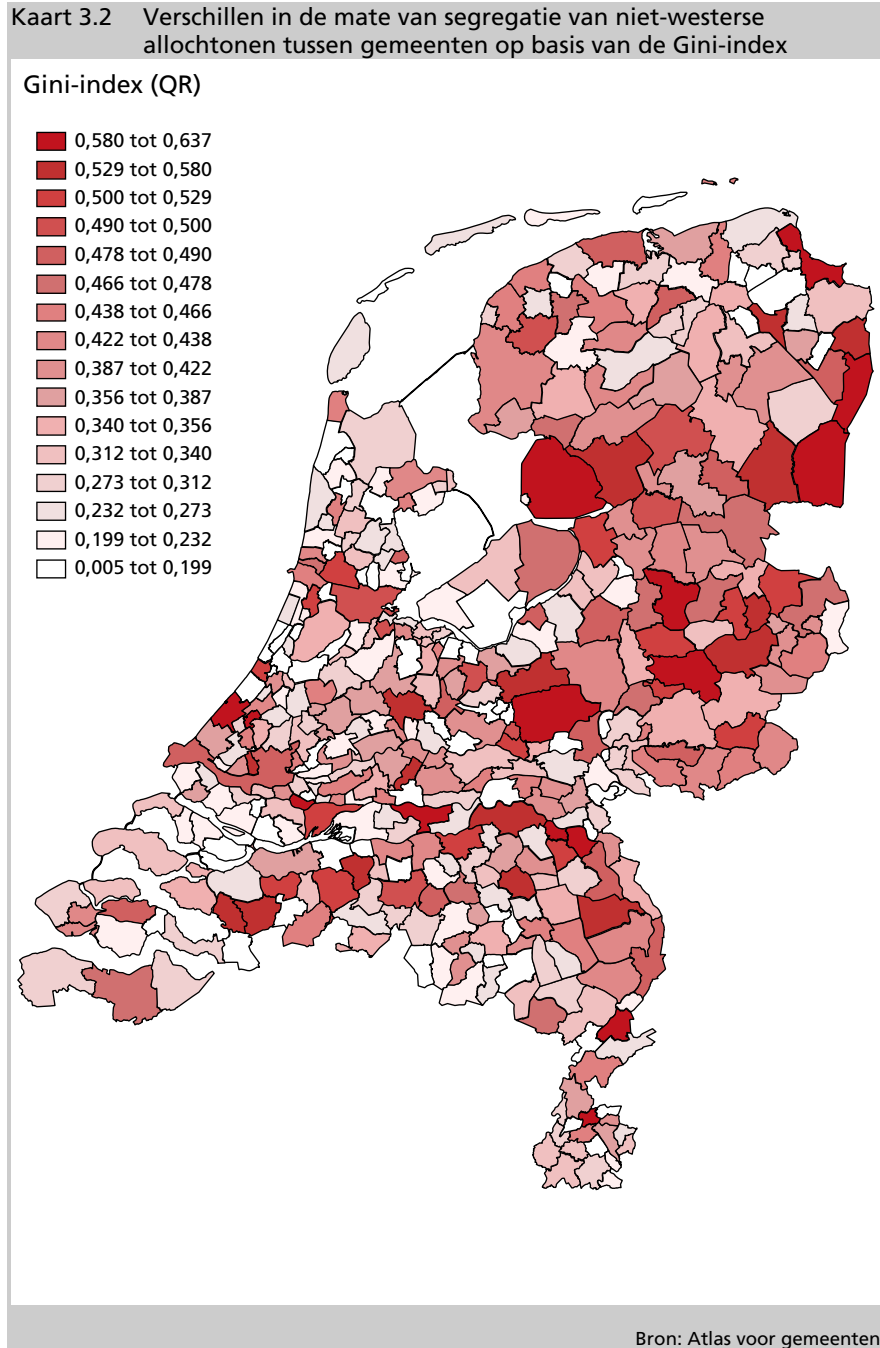 Kaart 3.2 Verschillen in de mate van segregatie van niet-westerse
allochtonen tussen gemeenten op basis van de Gini-index
Gini-index (QR)
0,580 tot 0,637
0,529 tot 0,580
0,500 tot 0,529
0,490 tot 0,500
0,478 tot 0,490
0,466 tot 0,478
0,438 tot 0,466
0,422 tot 0,438
0,387 tot 0,422
0,356 tot 0,387
0,340 tot 0,356
0,312 tot 0,340
0,273 tot 0,312
0,232 tot 0,273
0,199 tot 0,232
0,005 tot 0,199
Bron: Atlas voor gemeenten